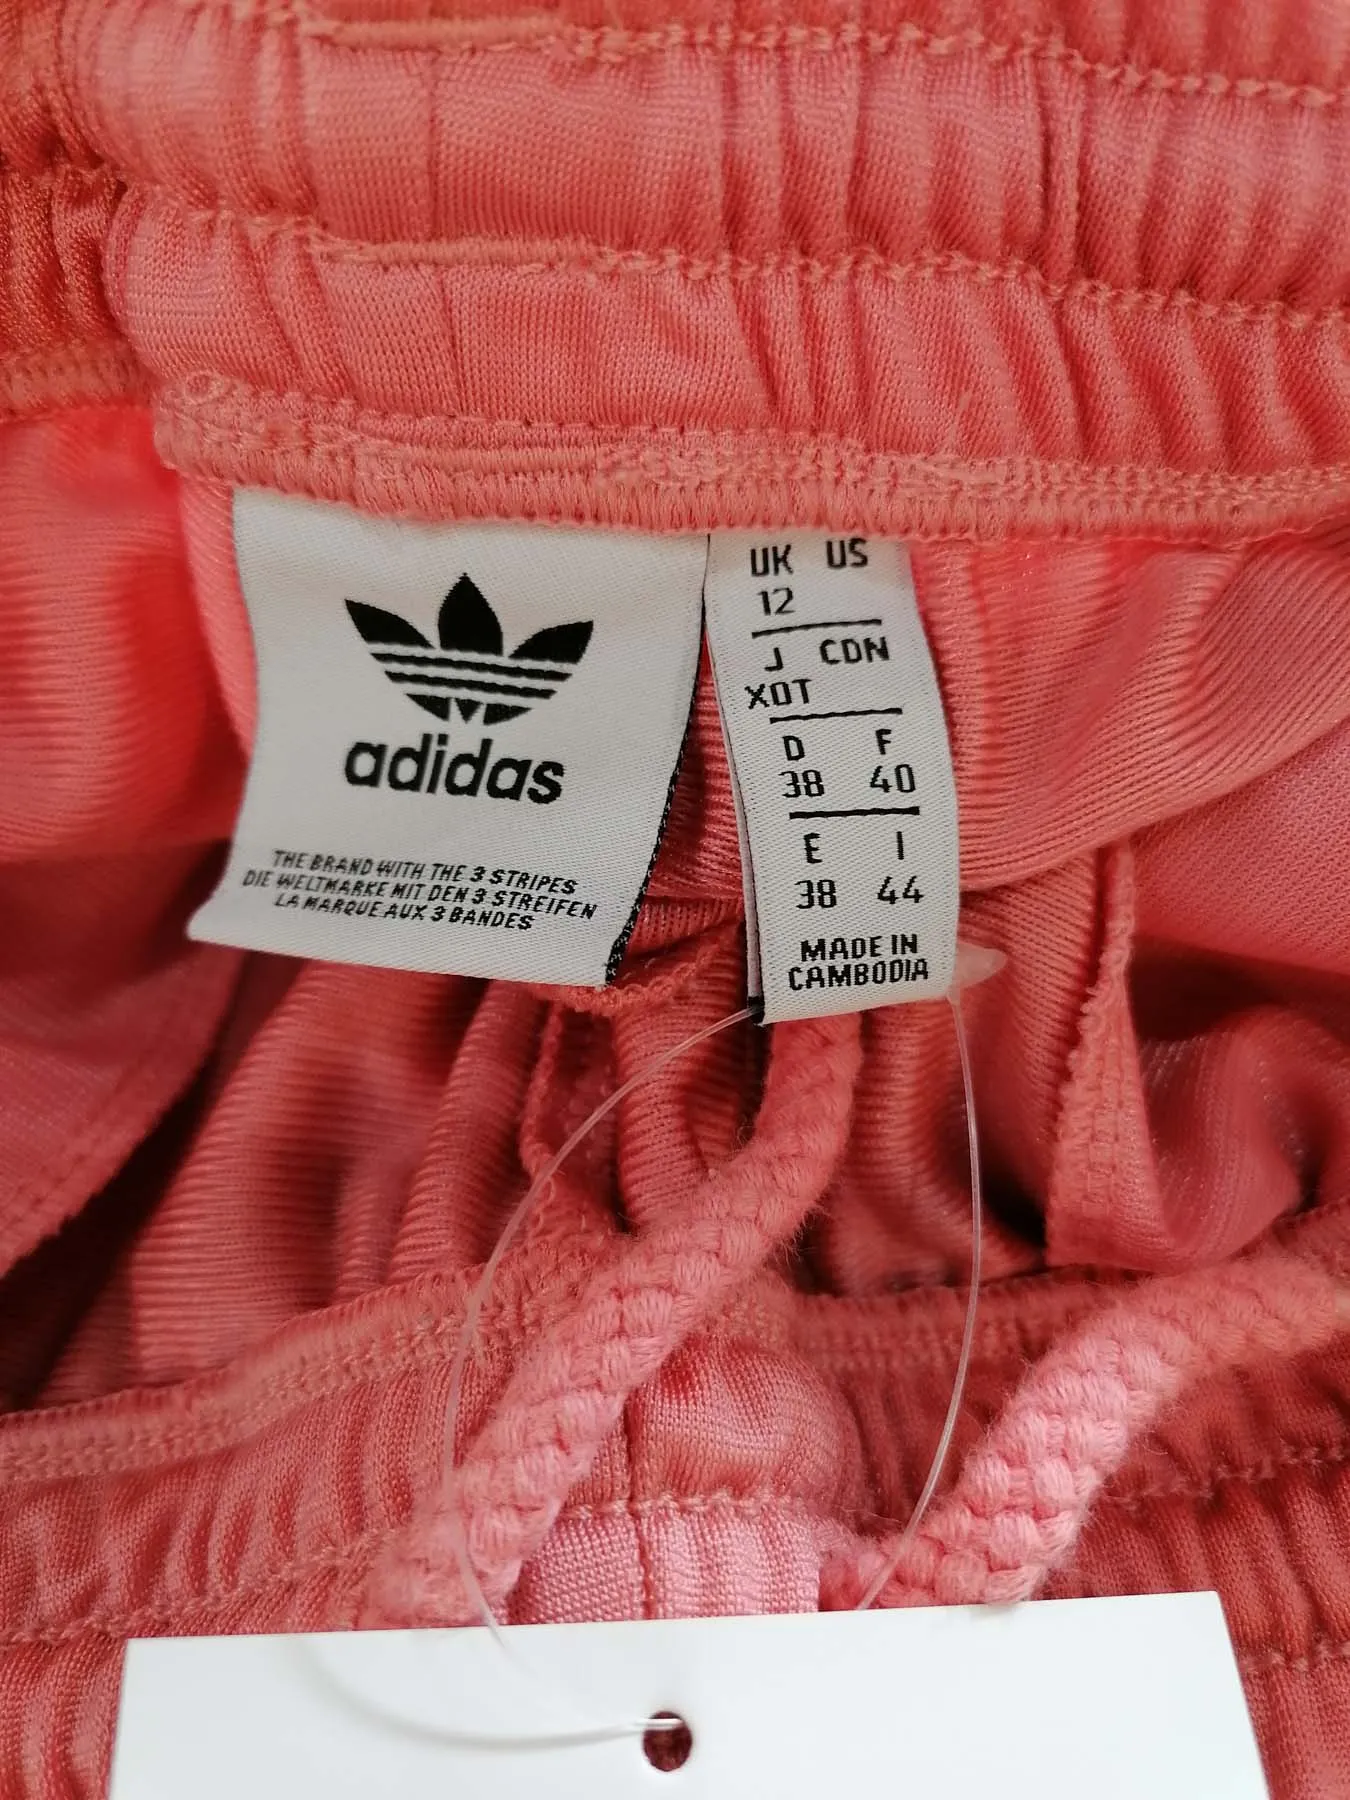 adidas
THE BRAND WITH THE 3 STRIPES
DIE WELTMARKE MIT DEN 3 STREIFEN
LA MARQUE AUX 3 BANDES
UK US
12
J CDN
XOT
D F
38 40
E I
38 44
MADE IN
CAMBODIA